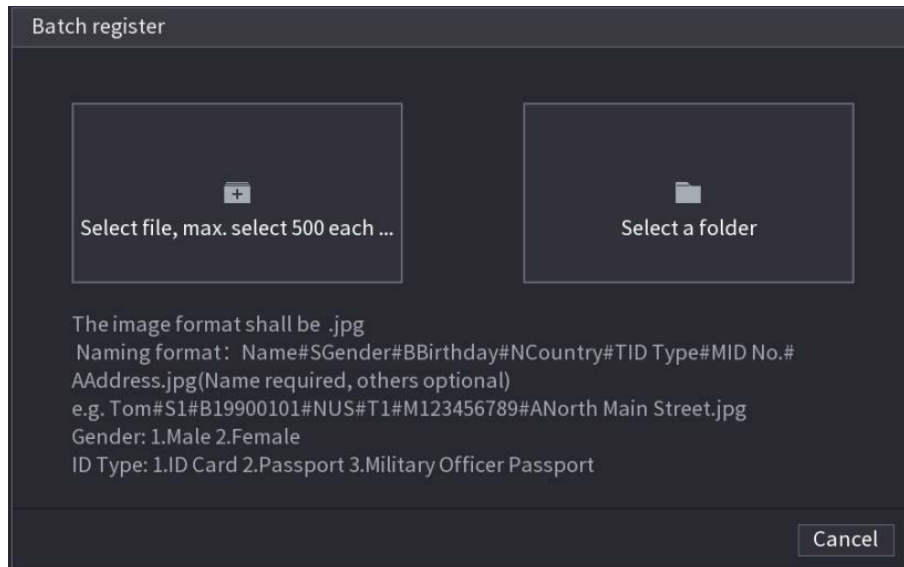 Batch register
Select file, max. select 500 each ...
Select a folder
The image format shall be .jpg
Naming format：Name#SGender#BBirthday#NCountry#TID Type#MID No.#
AAddress.jpg(Name required, others optional)
e.g. Tom#S1#B19900101#NUS#T1#M123456789#ANorth Main Street.jpg
Gender: 1.Male 2.Female
ID Type: 1.ID Card 2.Passport 3.Military Officer Passport
Cancel